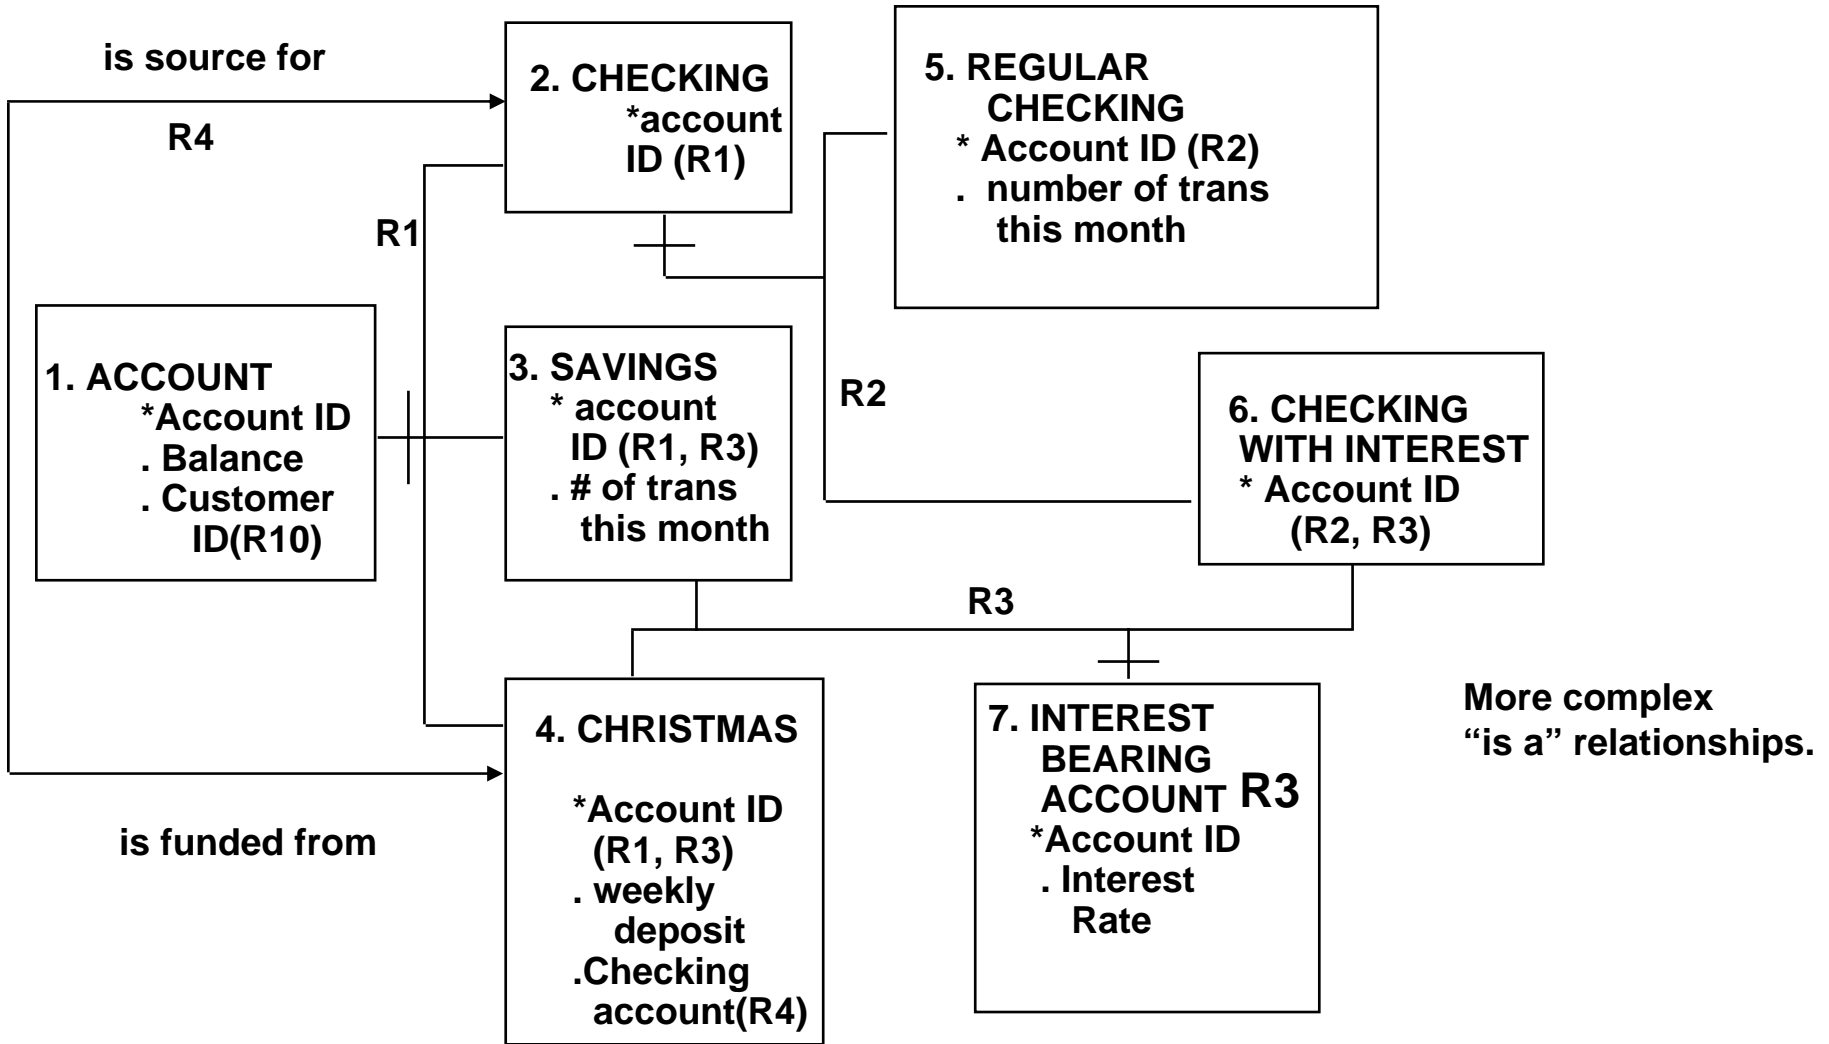 is source for
R4
2. CHECKING
*account
ID (R1)
5. REGULAR
CHECKING
* Account ID (R2)
. number of trans
this month
R1
1. ACCOUNT
*Account ID
. Balance
. Customer
ID(R10)
3. SAVINGS
* account
ID (R1, R3)
. # of trans
this month
R2
6. CHECKING
WITH INTEREST
* Account ID
(R2, R3)
R3
4. CHRISTMAS
*Account ID
(R1, R3)
. weekly
deposit
.Checking
account(R4)
7. INTEREST
BEARING
ACCOUNT R3
*Account ID
. Interest
Rate
More complex
“is a” relationships.
is funded from